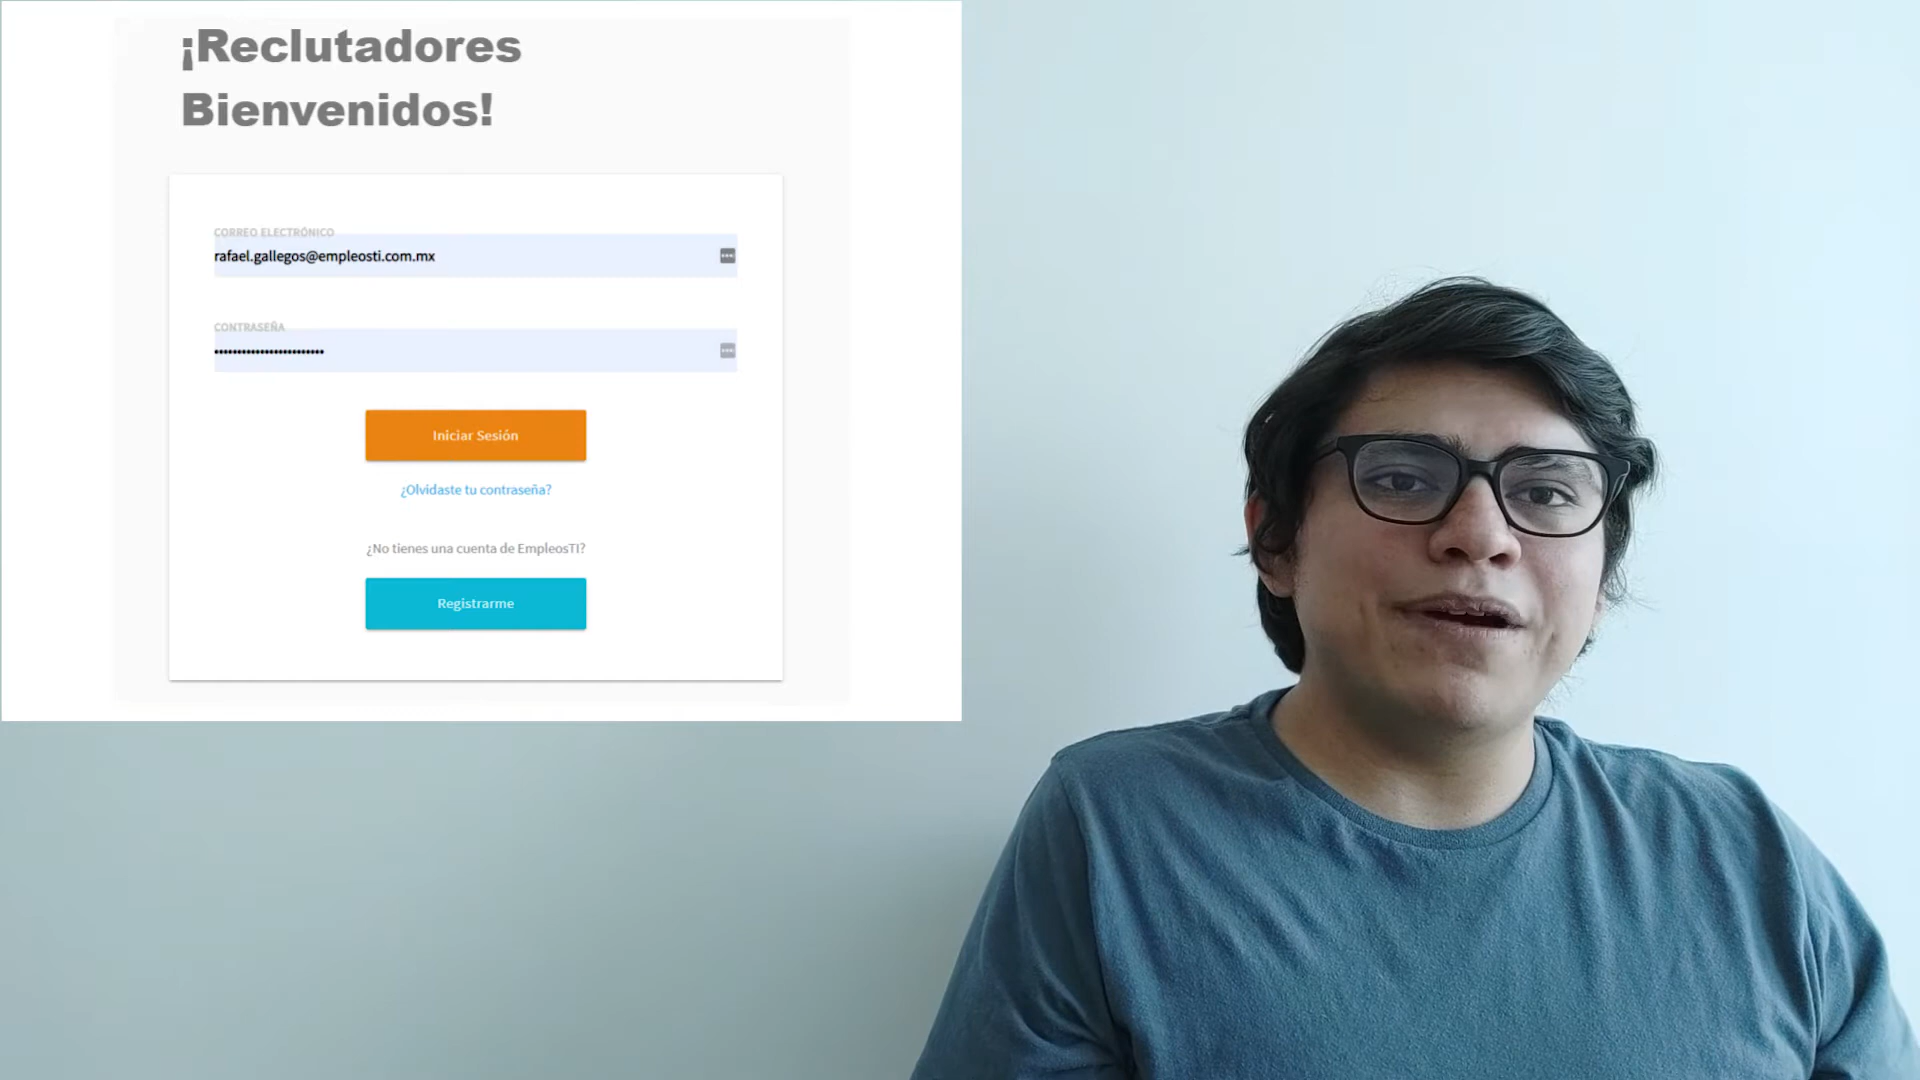 ¡Reclutadores
Bienvenidos!
CORREO ELECTRÓNICO
rafael.gallegos@empleosti.com.mx
CONTRASEÑA
••••••••••••••••••••••••
Iniciar Sesión
¿Olvidaste tu contraseña?
¿No tienes una cuenta de EmpleosTI?
Registrarme